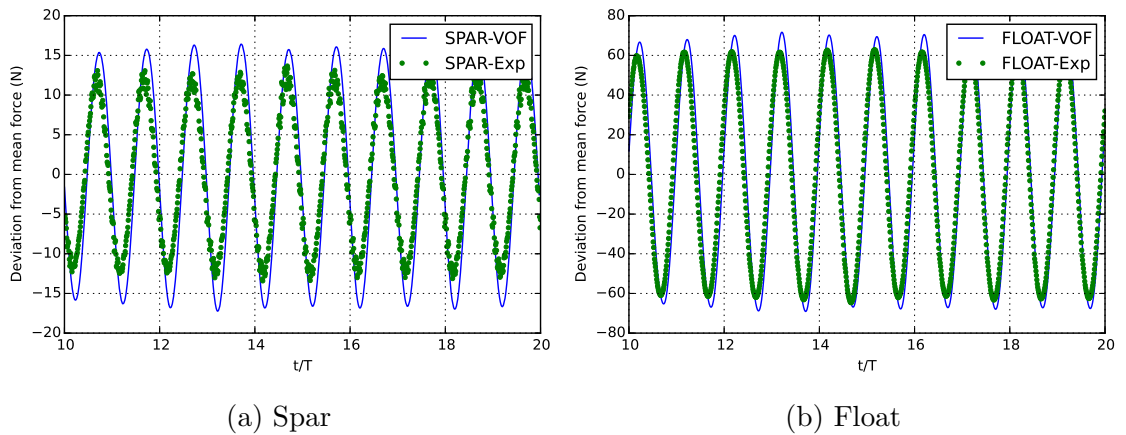 20
15
10
5
0
−5
−10
−15
−20
Deviation from mean force (N)
SPAR-VOF
SPAR-Exp
10 12 14 16 18 20
t/T
(a) Spar
80
60
40
20
0
−20
−40
−60
−80
Deviation from mean force (N)
FLOAT-VOF
FLOAT-Exp
10 12 14 16 18 20
t/T
(b) Float